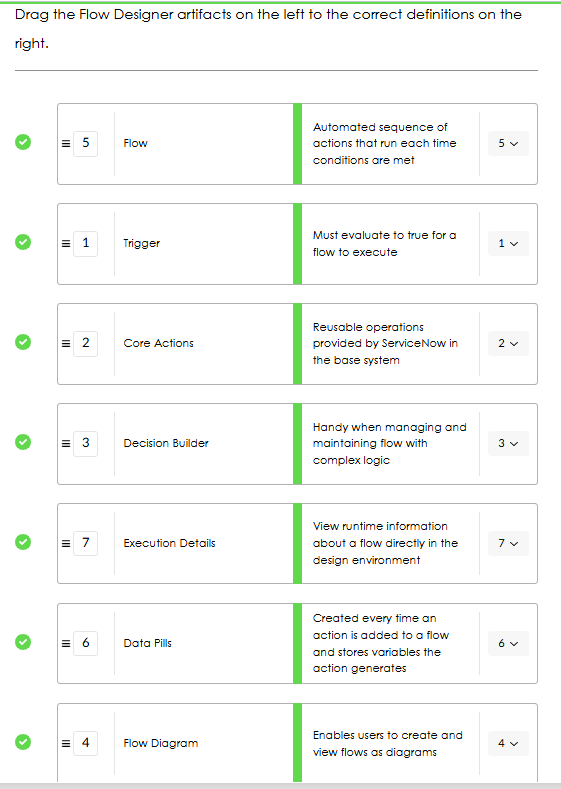 Drag the Flow Designer artifacts on the left to the correct definitions on the
right.
5
Flow
Automated sequence of
actions that run each time
conditions are met
5
1
Trigger
Must evaluate to true for a
flow to execute
1
2
Core Actions
Reusable operations
provided by ServiceNow in
the base system
2
3
Decision Builder
Handy when managing and
maintaining flow with
complex logic
3
7
Execution Details
View runtime information
about a flow directly in the
design environment
7
6
Data Pills
Created every time an
action is added to a flow
and stores variables the
action generates
6
4
Flow Diagram
Enables users to create and
view flows as diagrams
4